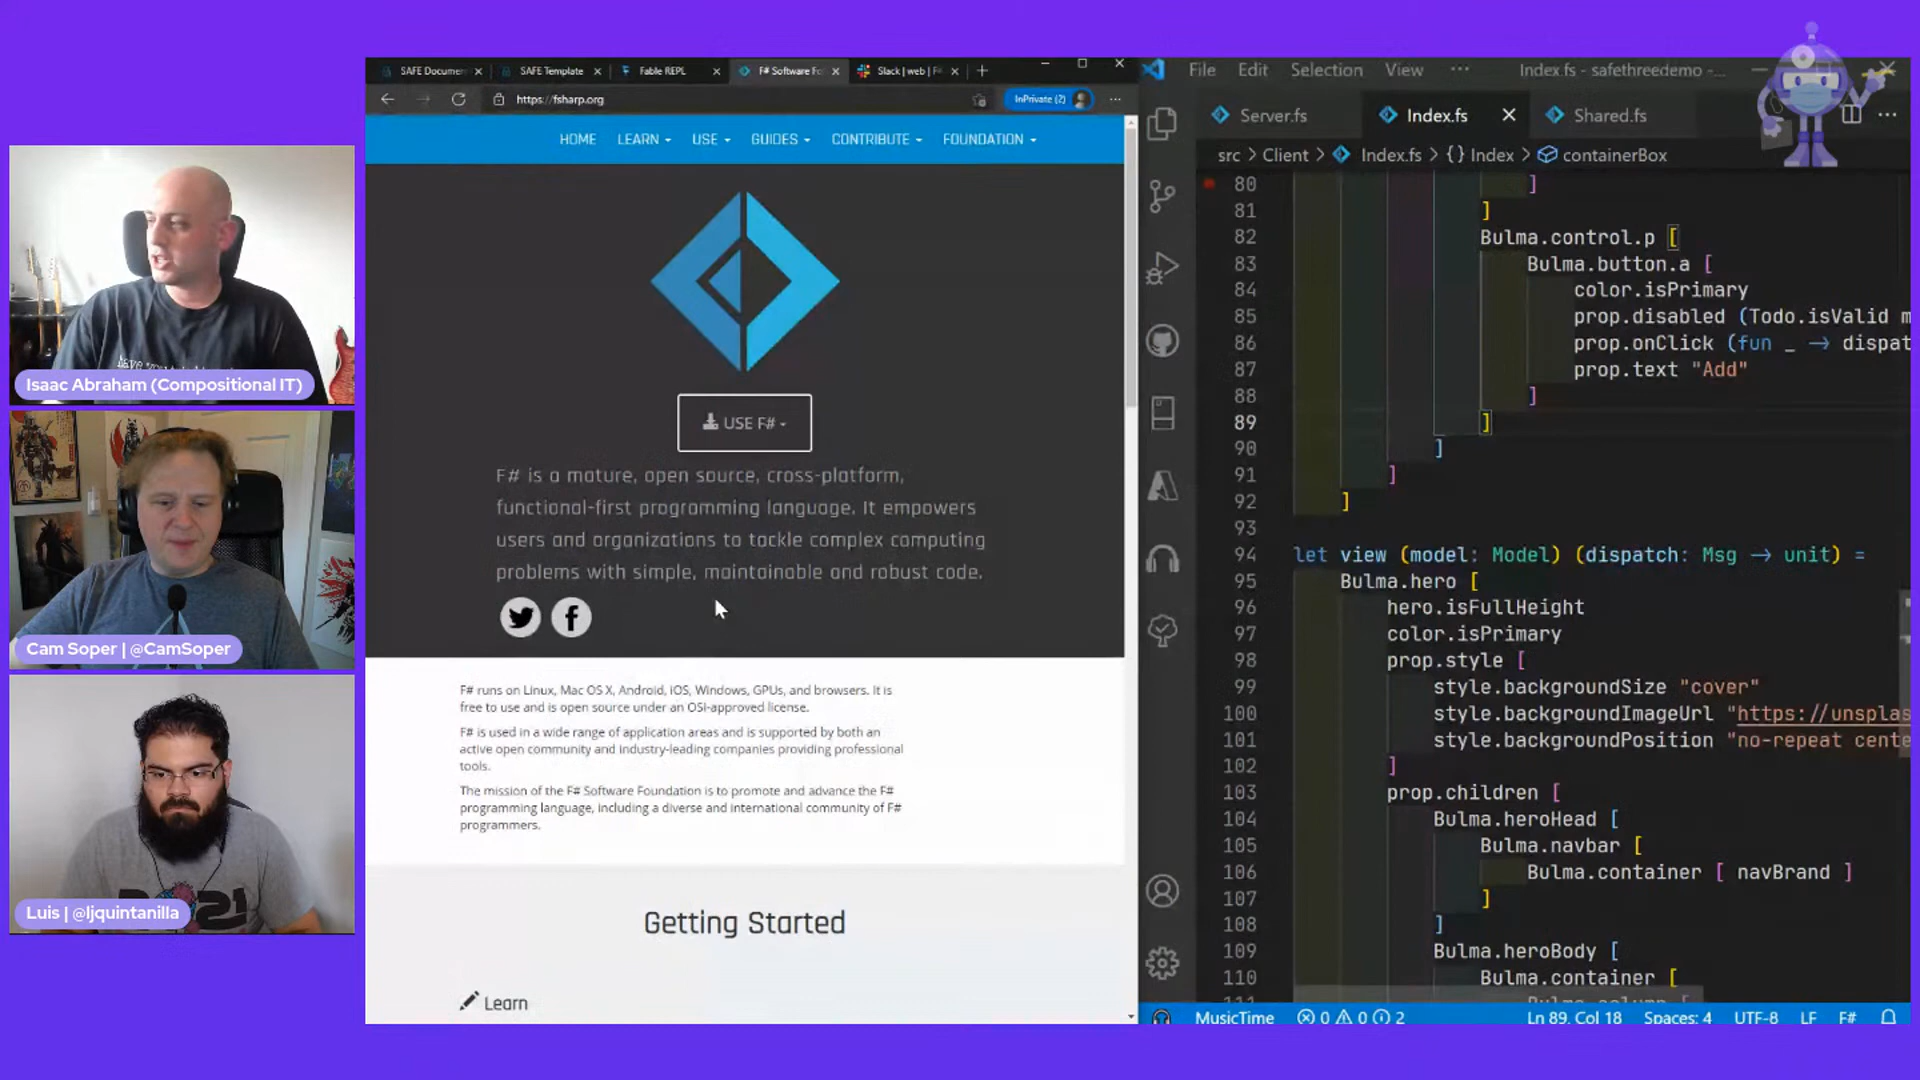 Isaac Abraham (Compositional IT)
Cam Soper | @CamSoper
Luis | @ljquintanilla
SAFE Documen
SAFE Template
Fable REPL
F# Software Fo
Slack | web | F#
https://fsharp.org
InPrivate (2)
HOME LEARN USE GUIDES CONTRIBUTE FOUNDATION
USE F#
F# is a mature, open source, cross-platform,
functional-first programming language. It empowers
users and organizations to tackle complex computing
problems with simple, maintainable and robust code.
F# runs on Linux, Mac OS X, Android, iOS, Windows, GPUs, and browsers. It is
free to use and is open source under an OSI-approved license.
F# is used in a wide range of application areas and is supported by both an
active open community and industry-leading companies providing professional
tools.
The mission of the F# Software Foundation is to promote and advance the F#
programming language, including a diverse and international community of F#
programmers.
Getting Started
Learn
File Edit Selection View ··· Index.fs - safethreedemo -...
Server.fs Index.fs Shared.fs
src > Client > Index.fs > {} Index > containerBox
80 ]
81 ]
82 Bulma.control.p [
83 Bulma.button.a [
84 color.isPrimary
85 prop.disabled (Todo.isValid m
86 prop.onClick (fun _ → dispat
87 prop.text "Add"
88 ]
89 ]
90 ]
91 ]
92 ]
93
94 let view (model: Model) (dispatch: Msg → unit) =
95 Bulma.hero [
96 hero.isFullHeight
97 color.isPrimary
98 prop.style [
99 style.backgroundSize "cover"
100 style.backgroundImageUrl "https://unsplas
101 style.backgroundPosition "no-repeat cente
102 ]
103 prop.children [
104 Bulma.heroHead [
105 Bulma.navbar [
106 Bulma.container [ navBrand ]
107 ]
108 ]
109 Bulma.heroBody [
110 Bulma.container [
MusicTime 0 0 2 Ln 89, Col 18 Spaces: 4 UTF-8 LF F#